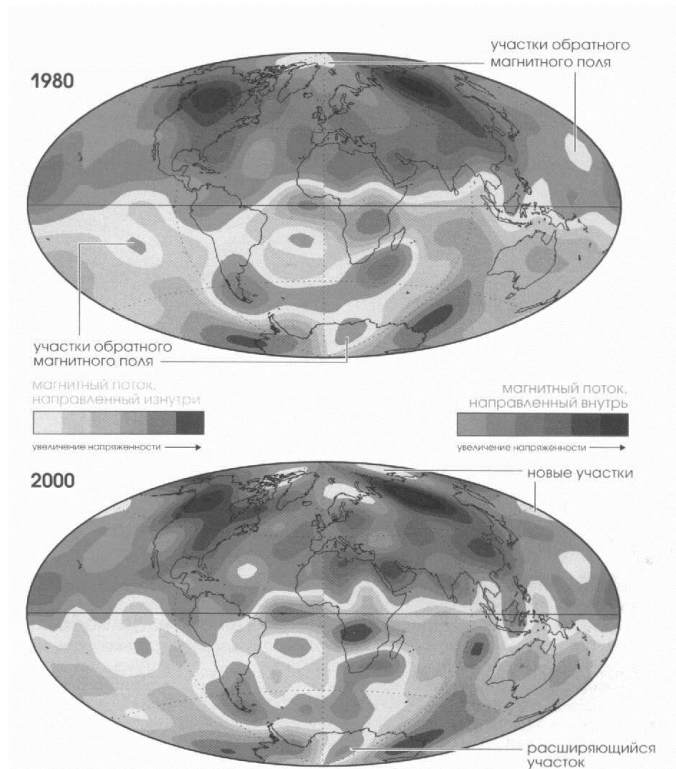 участки обратного
магнитного поля
1980
участки обратного
магнитного поля
магнитный поток,
направленный изнутри
увеличение напряженности
магнитный поток,
направленный внутрь
увеличение напряженности
2000
новые участки
расширяющийся
участок